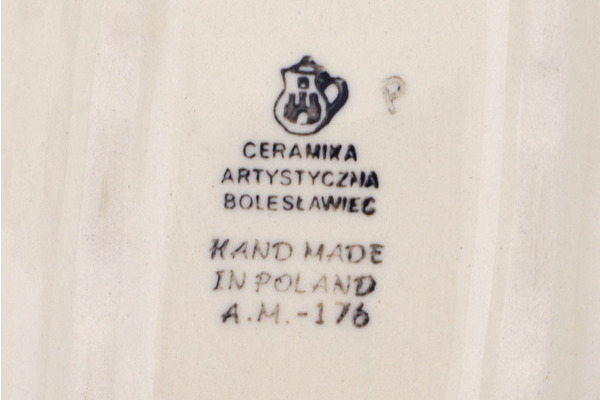 CERAMIKA
ARTYSTYCZNA
BOLESŁAWIEC
HAND MADE
IN POLAND
A.M.-176
P